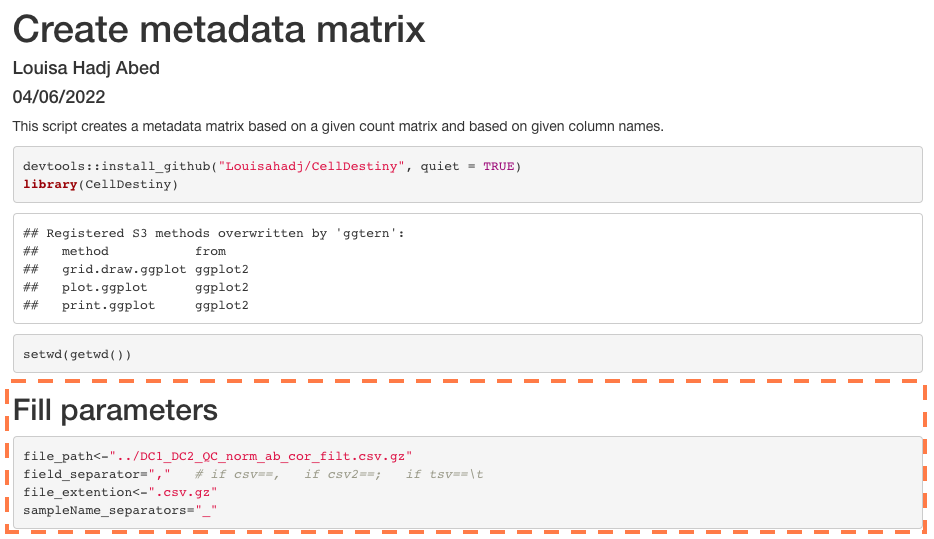 Create metadata matrix
Louisa Hadj Abed
04/06/2022
This script creates a metadata matrix based on a given count matrix and based on given column names.
devtools::install_github("Louisahadj/CellDestiny", quiet = TRUE)
library(CellDestiny)
## Registered S3 methods overwritten by 'ggtern':
##   method           from
##   grid.draw.ggplot ggplot2
##   plot.ggplot      ggplot2
##   print.ggplot     ggplot2
setwd(getwd())
Fill parameters
file_path<-"../DC1_DC2_QC_norm_ab_cor_filt.csv.gz"
field_separator=","   # if csv==,   if csv2==;   if tsv==\t
file_extention<-".csv.gz"
sampleName_separators="_"